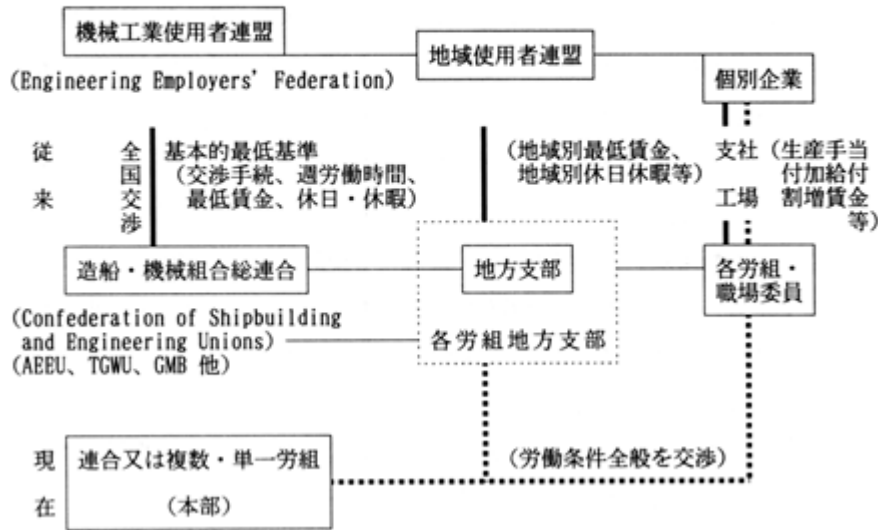 機械工業使用者連盟
地域使用者連盟
個別企業
(Engineering Employers' Federation)
従来
全国交渉
基本的最低基準
(交渉手続、週労働時間、
最低賃金、休日・休暇)
(地域別最低賃金、
地域別休日休暇等)
支社
工場
(生産手当
付加給付
割増賃金
等)
造船・機械組合総連合
地方支部
各労組・
職場委員
(Confederation of Shipbuilding
and Engineering Unions)
(AEEU、TGWU、GMB 他)
各労組地方支部
現在
連合又は複数・単一労組
(本部)
(労働条件全般を交渉)